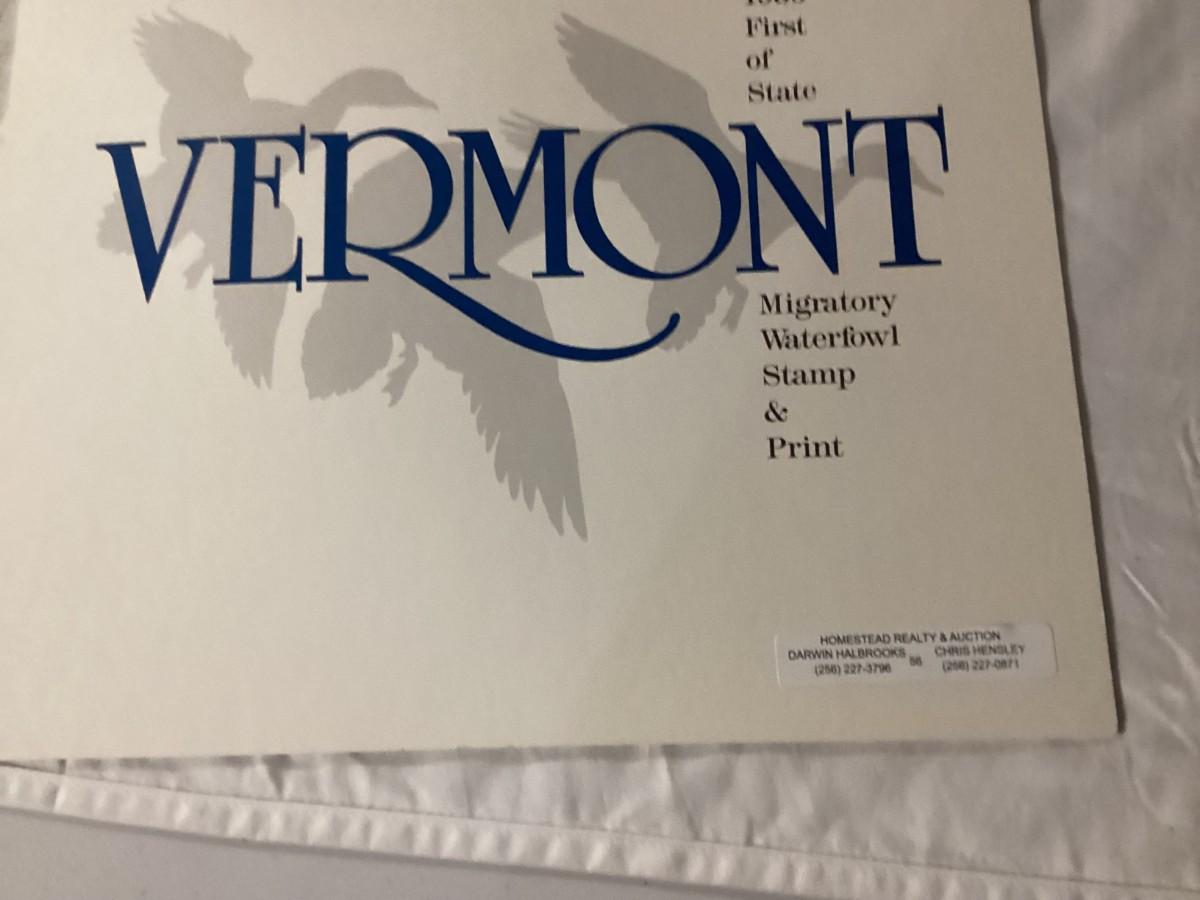 First
of
State
VERMONT
Migratory
Waterfowl
Stamp
&
Print
HOMESTEAD REALTY & AUCTION
DARWIN HALBROOKS 56 CHRIS HENSLEY
(256) 227-3796 (256) 227-0871